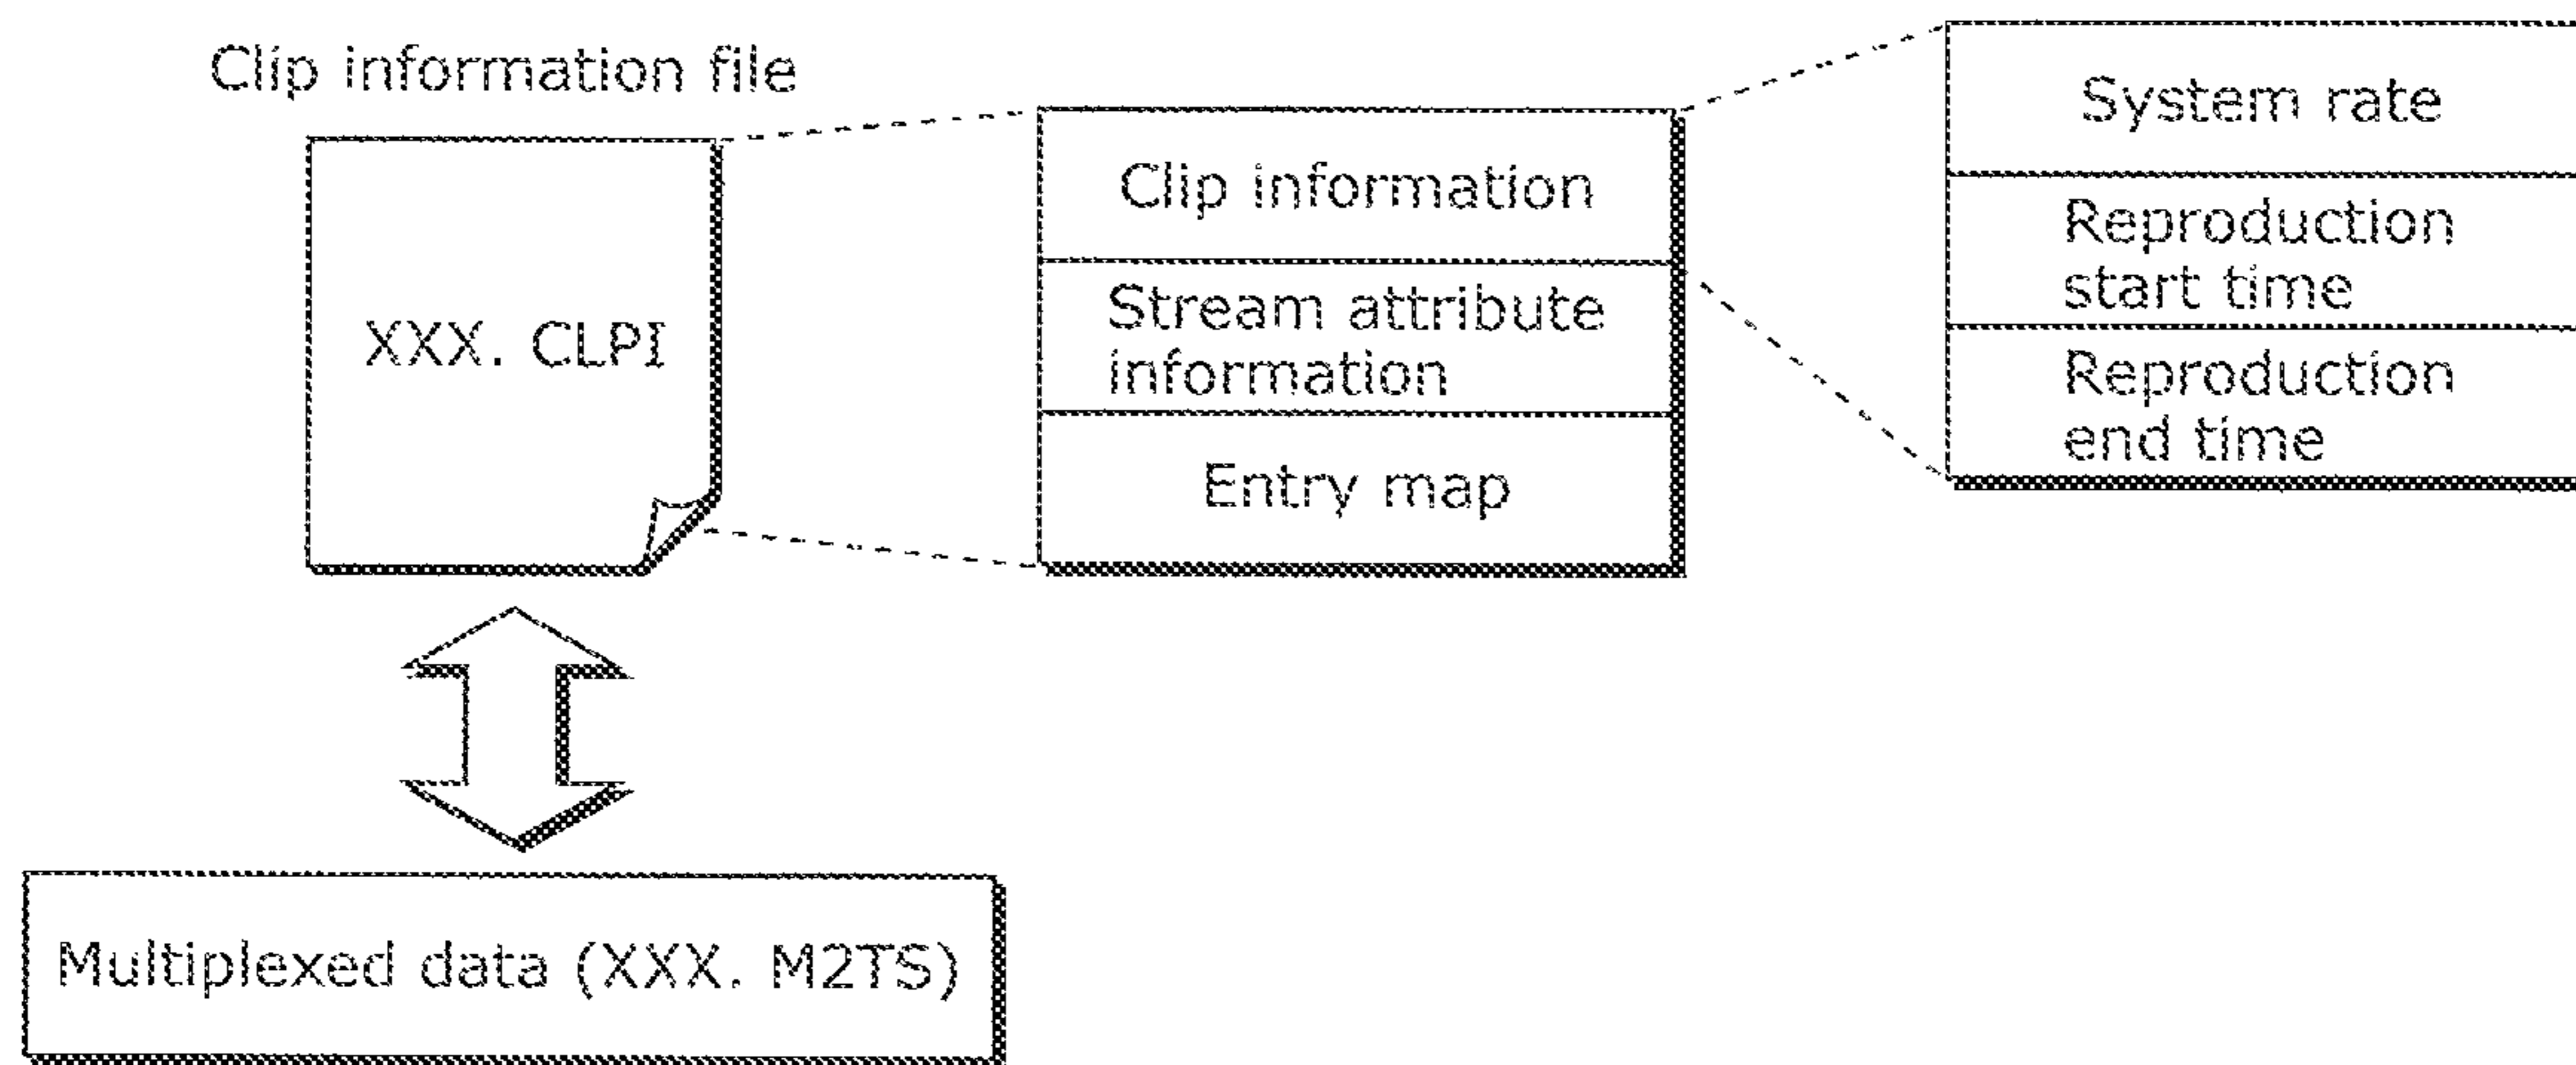 Clip information file
XXX. CLPI
Clip information
Stream attribute
information
Entry map
System rate
Reproduction
start time
Reproduction
end time
Multiplexed data (XXX. M2TS)